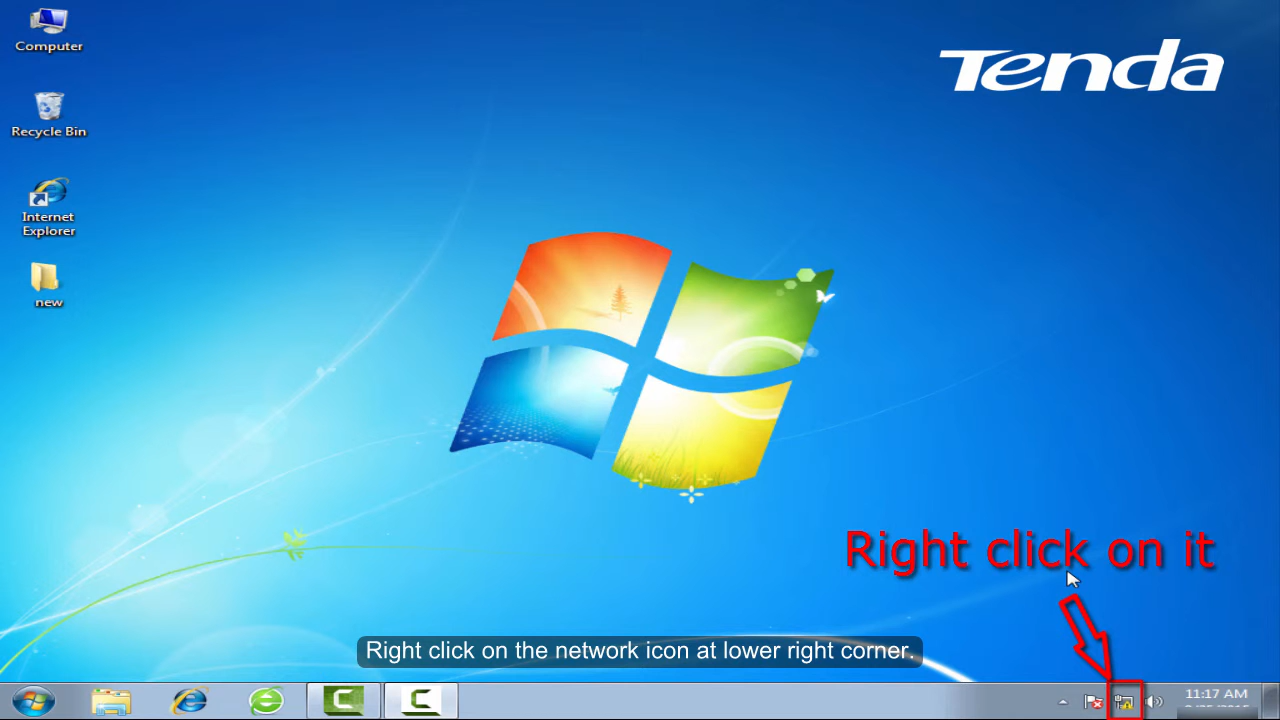 Computer
Tenda
Recycle Bin
Internet
Explorer
new
Right click on it
Right click on the network icon at lower right corner.
11:17 AM